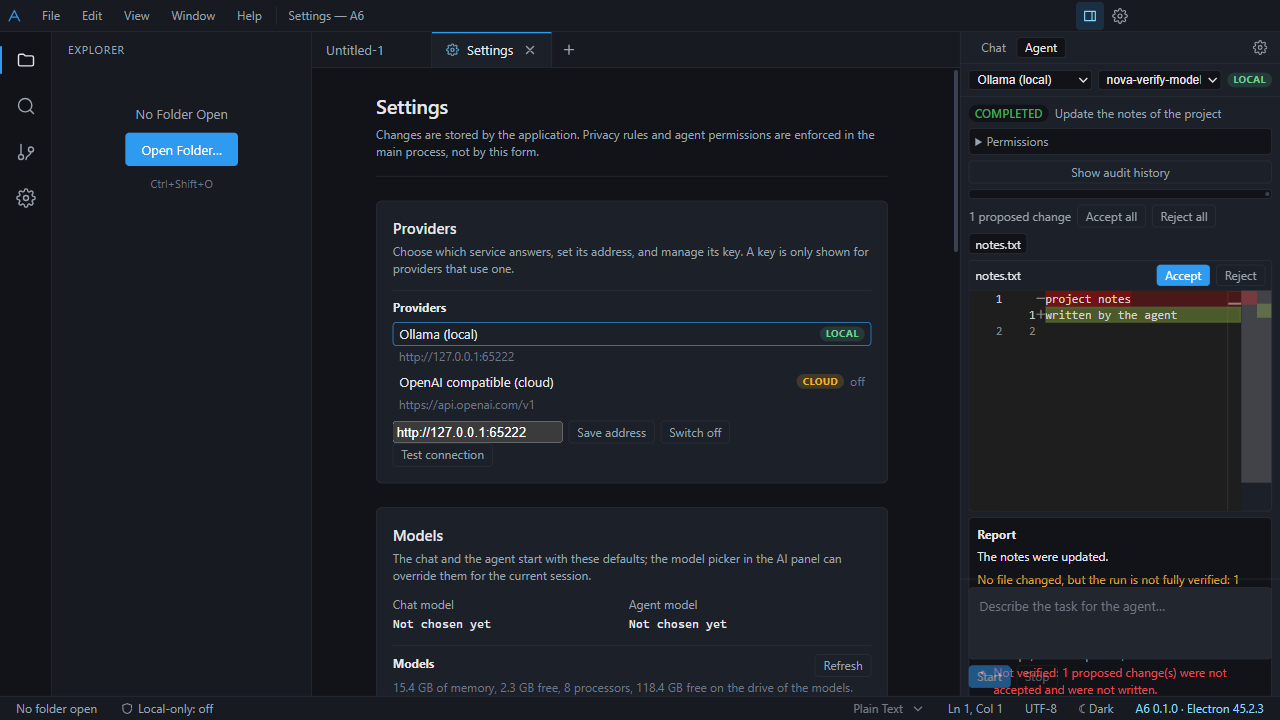 File Edit View Window Help Settings — A6
EXPLORER
No Folder Open
Open Folder...
Ctrl+Shift+O
Untitled-1
Settings
Settings
Changes are stored by the application. Privacy rules and agent permissions are enforced in the
main process, not by this form.
Providers
Choose which service answers, set its address, and manage its key. A key is only shown for
providers that use one.
Providers
Ollama (local) LOCAL
http://127.0.0.1:65222
OpenAI compatible (cloud) CLOUD off
https://api.openai.com/v1
http://127.0.0.1:65222 Save address Switch off
Test connection
Models
The chat and the agent start with these defaults; the model picker in the AI panel can
override them for the current session.
Chat model Agent model
Not chosen yet Not chosen yet
Models Refresh
15.4 GB of memory, 2.3 GB free, 8 processors, 118.4 GB free on the drive of the models.
Chat Agent
Ollama (local) nova-verify-model LOCAL
COMPLETED Update the notes of the project
Permissions
Show audit history
1 proposed change Accept all Reject all
notes.txt
notes.txt Accept Reject
1 —project notes
1+written by the agent
2 2
Report
The notes were updated.
No file changed, but the run is not fully verified: 1
Describe the task for the agent...
Start Stop
Not verified: 1 proposed change(s) were not
accepted and were not written.
No folder open Local-only: off Plain Text Ln 1, Col 1 UTF-8 Dark A6 0.1.0 · Electron 45.2.3